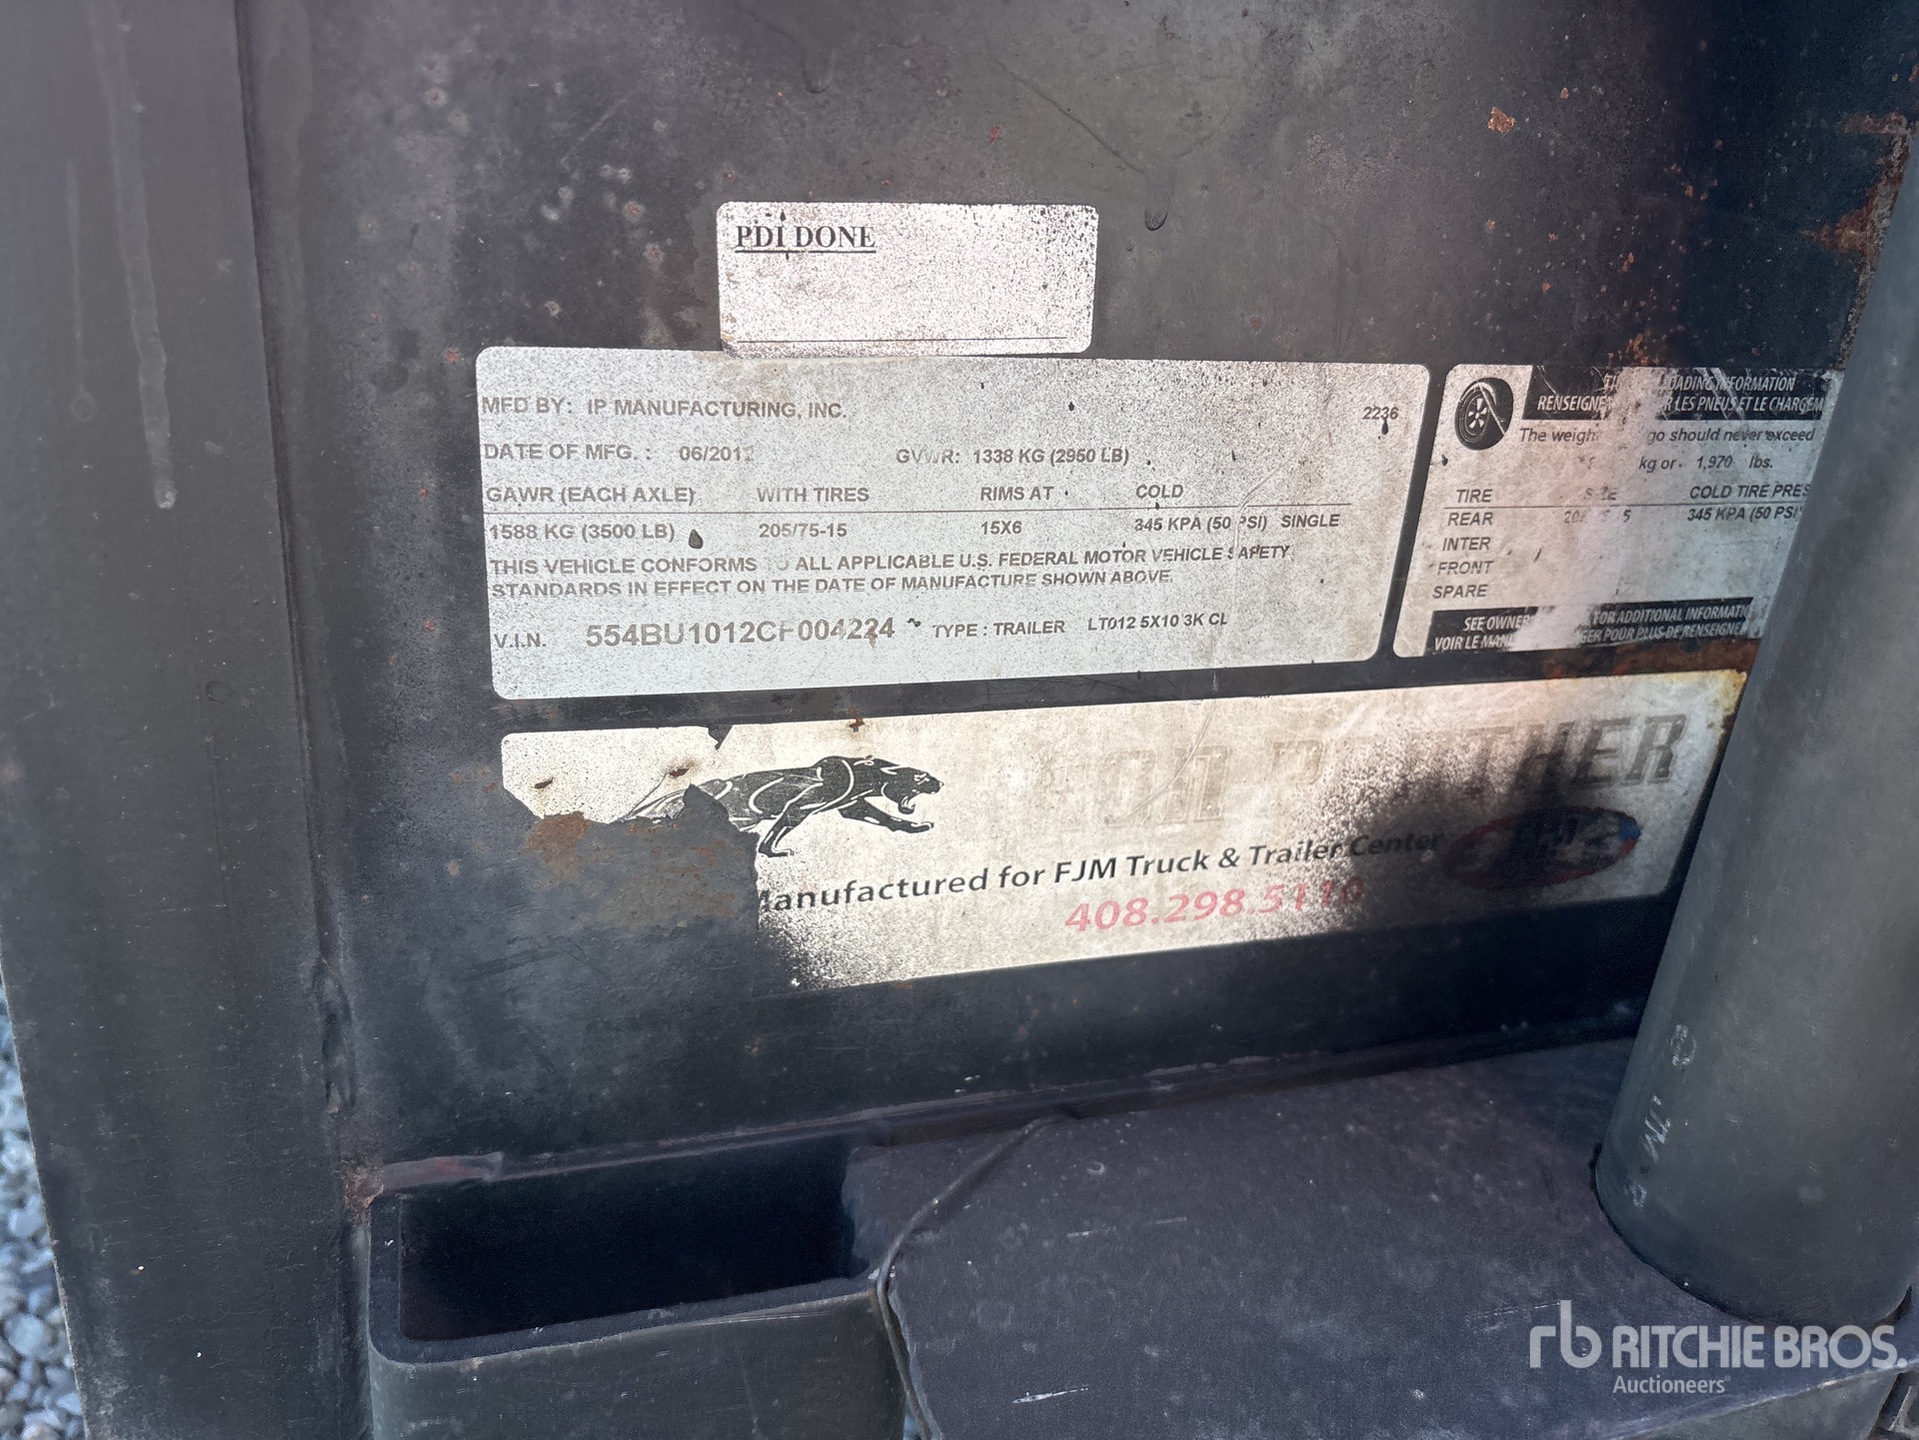 PDI DONE
MFD BY: IP MANUFACTURING, INC.
2236
DATE OF MFG. : 06/2012 GVWR: 1338 KG (2950 LB)
GAWR (EACH AXLE) WITH TIRES RIMS AT COLD
1588 KG (3500 LB) 205/75-15 15X6 345 KPA (50 PSI) SINGLE
THIS VEHICLE CONFORMS TO ALL APPLICABLE U.S. FEDERAL MOTOR VEHICLE SAFETY
STANDARDS IN EFFECT ON THE DATE OF MANUFACTURE SHOWN ABOVE.
V.I.N. 554BU1012CF004224 TYPE : TRAILER LT012 5X10 3K CL
LOADING INFORMATION
LES PNEUS ET LE CHARGEM
The should never exceed
kg or 1,970 lbs.
TIRE SIZE COLD TIRE PRES
REAR 345 KPA (50 PSI
INTER
FRONT
SPARE
SEE OWNER FOR ADDITIONAL INFORMATIO
VOIR LE POUR PLUS DE RENSEIGNE
PANTHER
Manufactured for FJM Truck & Trailer Center
408.298.5110
rb RITCHIE BROS.
Auctioneers